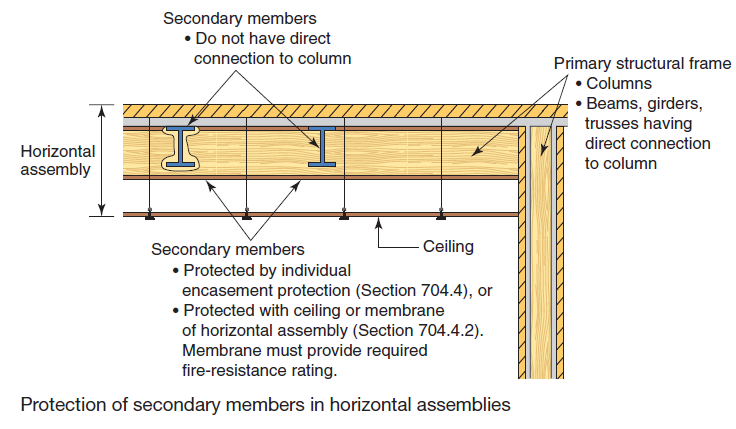 Secondary members
• Do not have direct
connection to column
Primary structural frame
• Columns
• Beams, girders,
trusses having
direct connection
to column
Horizontal
assembly
Ceiling
Secondary members
• Protected by individual
encasement protection (Section 704.4), or
• Protected with ceiling or membrane
of horizontal assembly (Section 704.4.2).
Membrane must provide required
fire-resistance rating.
Protection of secondary members in horizontal assemblies